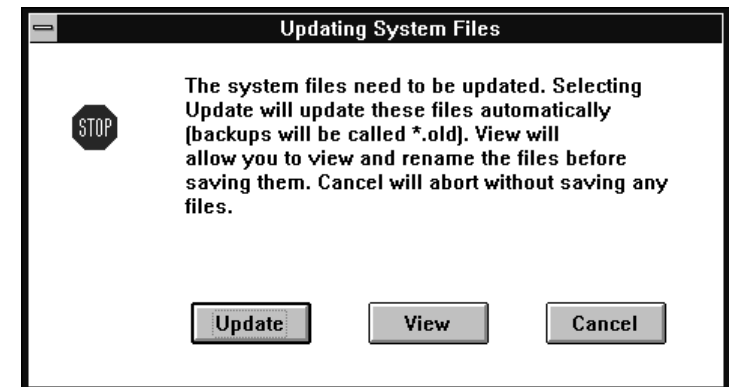 Updating System Files
The system files need to be updated. Selecting
STOP
Update will update these files automatically
(backups will be called *.old). View will
allow you to view and rename the files before
saving them. Cancel will abort without saving any
files.
Update View Cancel